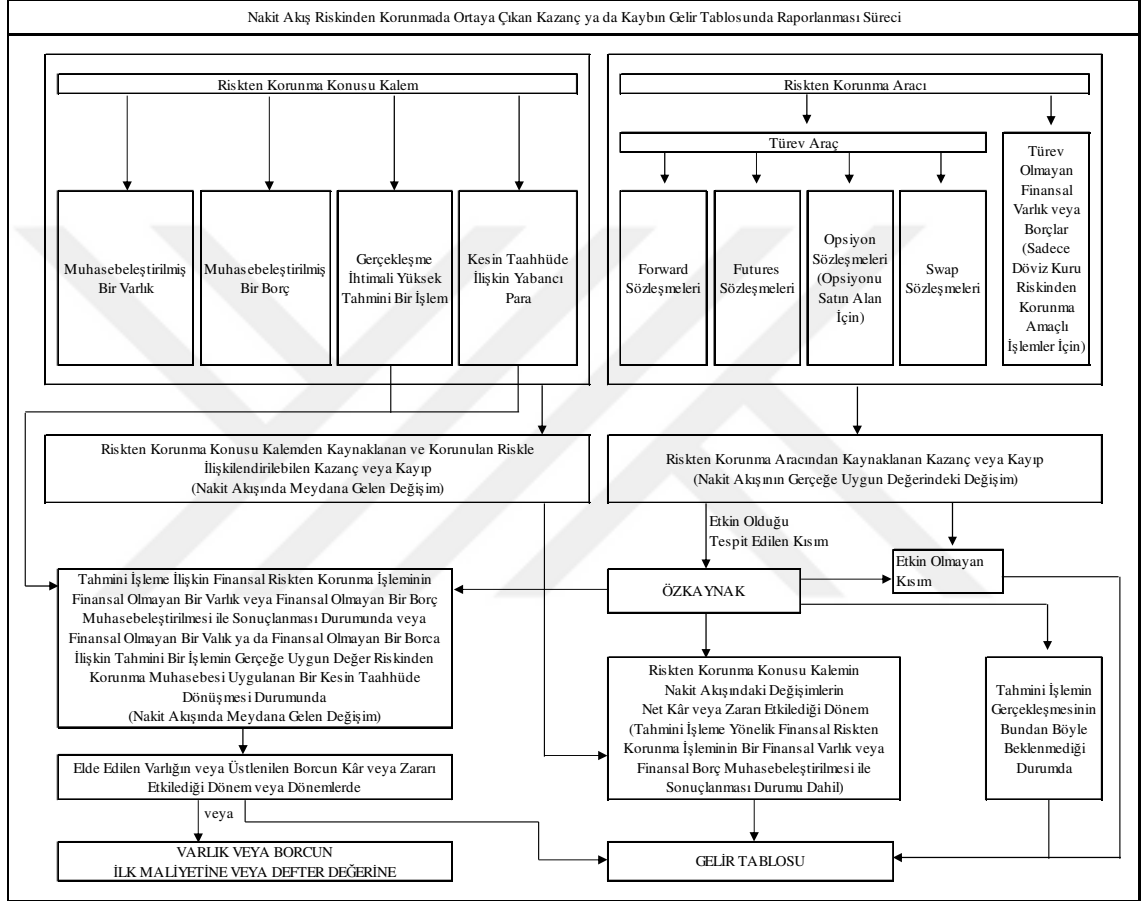 Nakit Akış Riskinden Korunmada Ortaya Çıkan Kazanç ya da Kaybın Gelir Tablosunda Raporlanması Süreci
Riskten Korunma Konusu Kalem
Muhasebeleştirilmiş
Bir Varlık
Muhasebeleştirilmiş
Bir Borç
Gerçekleşme
İhtimali Yüksek
Tahmini Bir İşlem
Kesin Taahhüde
İlişkin Yabancı
Para
Riskten Korunma Aracı
Türev Araç
Forward
Sözleşmeleri
Futures
Sözleşmeleri
Opsiyon
Sözleşmeleri
(Opsiyonu
Satın Alan
İçin)
Swap
Sözleşmeleri
Türev
Olmayan
Finansal
Varlık veya
Borçlar
(Sadece
Döviz Kuru
Riskinden
Korunma
Amaçlı
İşlemler İçin)
Riskten Korunma Konusu Kalemden Kaynaklanan ve Korunulan Riskle
İlişkilendirilebilen Kazanç veya Kayıp
(Nakit Akışında Meydana Gelen Değişim)
Riskten Korunma Aracından Kaynaklanan Kazanç veya Kayıp
(Nakit Akışının Gerçeğe Uygun Değerindeki Değişim)
Etkin Olduğu
Tespit Edilen Kısım
Etkin Olmayan
Kısım
ÖZKAYNAK
Tahmini İşleme İlişkin Finansal Riskten Korunma İşleminin
Finansal Olmayan Bir Varlık veya Finansal Olmayan Bir Borç
Muhasebeleştirilmesi ile Sonuçlanması Durumunda veya
Finansal Olmayan Bir Valık ya da Finansal Olmayan Bir Borca
İlişkin Tahmini Bir İşlemin Gerçeğe Uygun Değer Riskinden
Korunma Muhasebesi Uygulanan Bir Kesin Taahhüde
Dönüşmesi Durumunda
(Nakit Akışında Meydana Gelen Değişim)
Riskten Korunma Konusu Kalemin
Nakit Akışındaki Değişimlerin
Net Kâr veya Zararı Etkilediği Dönem
(Tahmini İşleme Yönelik Finansal Riskten
Korunma İşleminin Bir Finansal Varlık veya
Finansal Borç Muhasebeleştirilmesi ile
Sonuçlanması Durumu Dahil)
Tahmini İşlemin
Gerçekleşmesinin
Bundan Böyle
Beklenmediği
Durumda
Elde Edilen Varlığın veya Üstlenilen Borcun Kâr veya Zararı
Etkilediği Dönem veya Dönemlerde
veya
VARLIK VEYA BORCUN
İLK MALİYETİNE VEYA DEFTER DEĞERİNE
GELİR TABLOSU